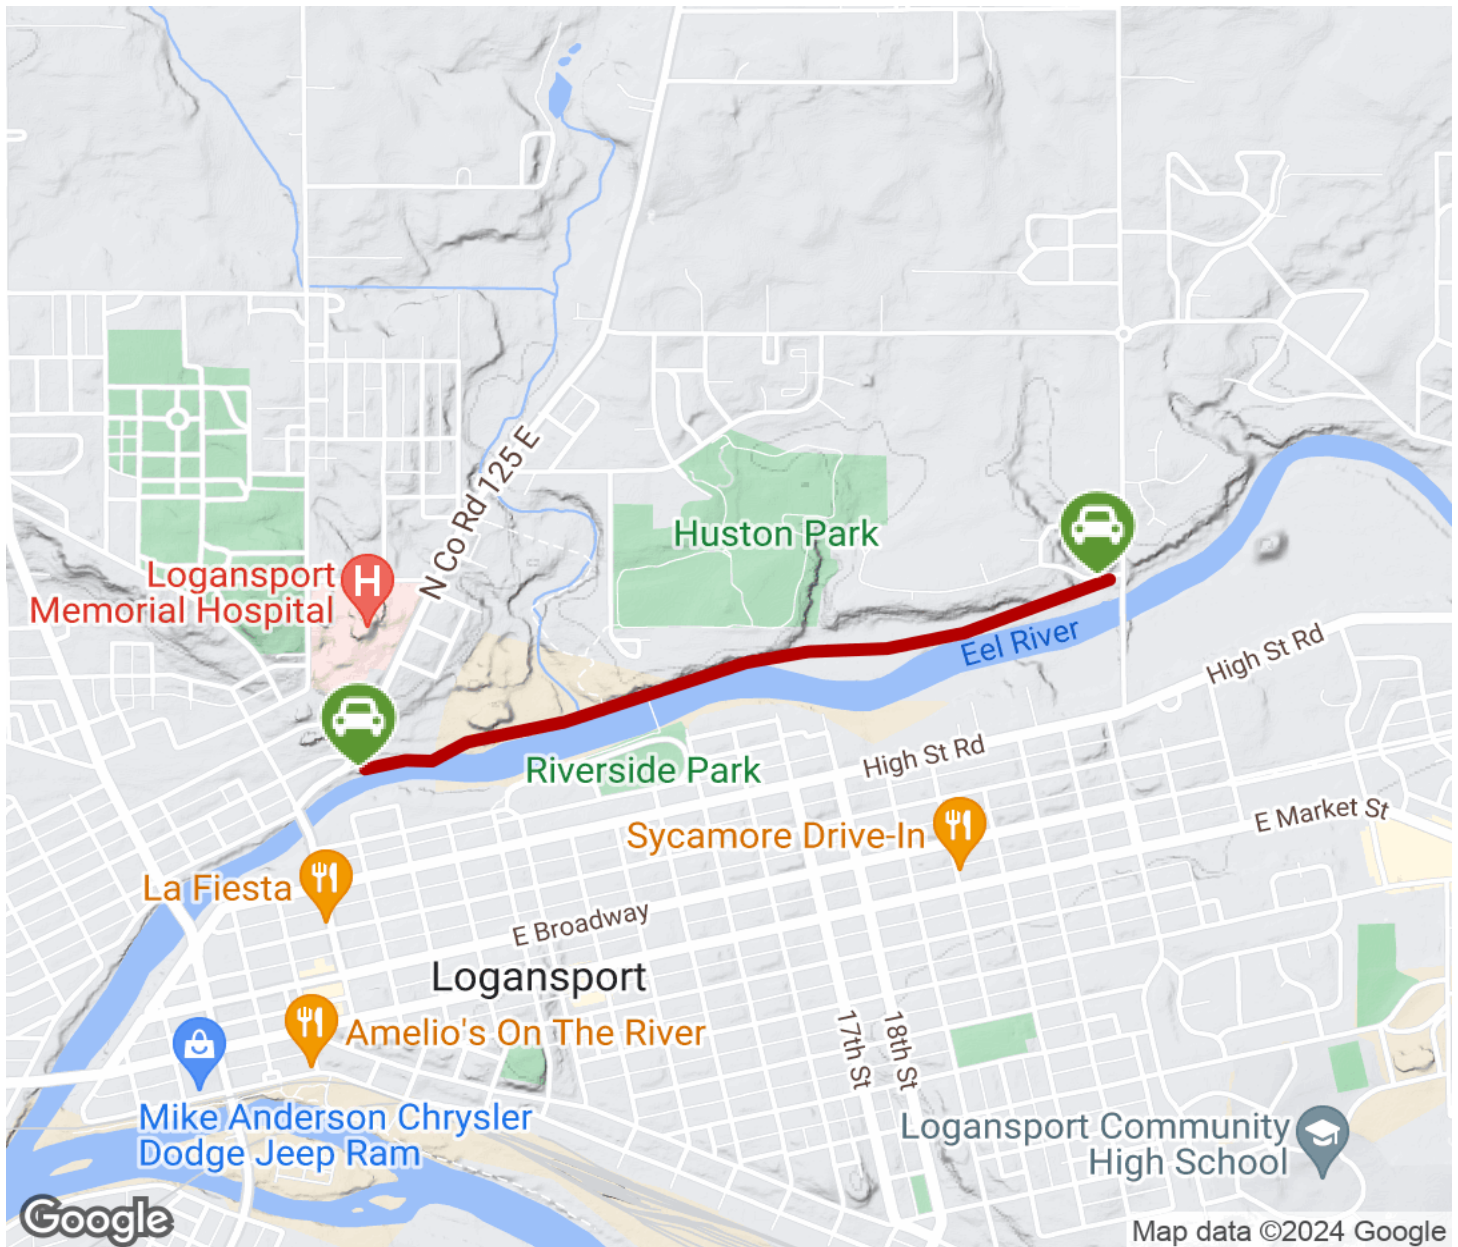 N Co Rd 125 E
Huston Park
Logansport
Memorial Hospital
H
Eel River
High St Rd
High St Rd
Riverside Park
Sycamore Drive-In
E Market St
La Fiesta
E Broadway
Logansport
Amelio's On The River
17th St
18th St
Mike Anderson Chrysler
Dodge Jeep Ram
Logansport Community
High School
Google
Map data ©2024 Google